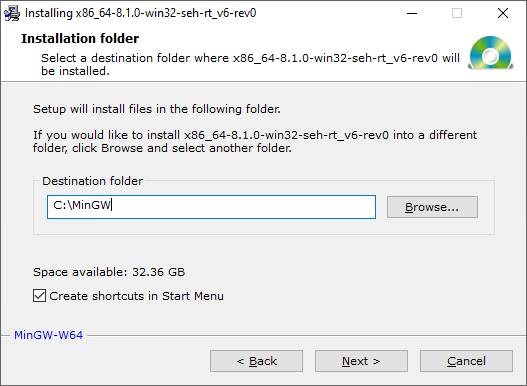 Installing x86_64-8.1.0-win32-seh-rt_v6-rev0
Installation folder
Select a destination folder where x86_64-8.1.0-win32-seh-rt_v6-rev0 will
be installed.
Setup will install files in the following folder.
If you would like to install x86_64-8.1.0-win32-seh-rt_v6-rev0 into a different
folder, click Browse and select another folder.
Destination folder
C:\MinGW
Browse...
Space available: 32.36 GB
Create shortcuts in Start Menu
MinGW-W64
< Back
Next >
Cancel